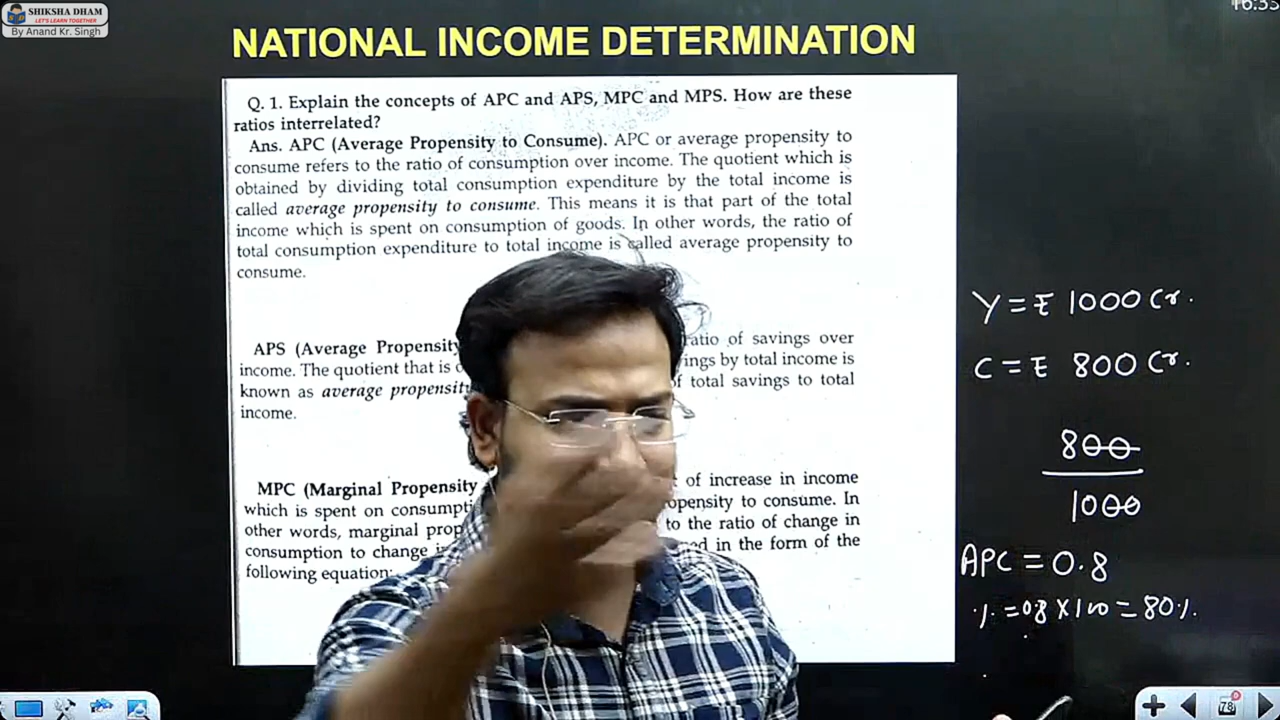 SHIKSHA DHAM
LET'S LEARN TOGETHER
By Anand Kr. Singh
16:55
NATIONAL INCOME DETERMINATION
Q. 1. Explain the concepts of APC and APS, MPC and MPS. How are these
ratios interrelated?
Ans. APC (Average Propensity to Consume). APC or average propensity to
consume refers to the ratio of consumption over income. The quotient which is
obtained by dividing total consumption expenditure by the total income is
called average propensity to consume. This means it is that part of the total
income which is spent on consumption of goods. In other words, the ratio of
total consumption expenditure to total income is called average propensity to
consume.
APS (Average Propensity ratio of savings over
income. The quotient that is by total income is
known as average propensity total savings to total
income.
MPC (Marginal Propensity of increase in income
which is spent on to consume. In
other words, marginal to the ratio of change in
consumption to change in the form of the
following equation:
Y = ₹ 1000 Cr.
C = ₹ 800 Cr.
800
1000
APC = 0.8
% = 0.8 X 100 = 80%
78